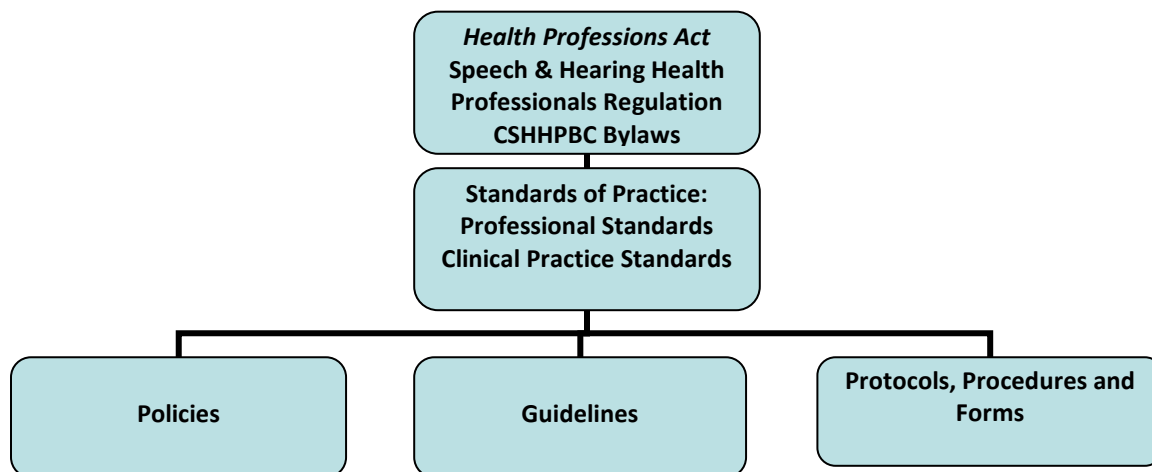 Health Professions Act
Speech & Hearing Health
Professionals Regulation
CSHHPBC Bylaws
Standards of Practice:
Professional Standards
Clinical Practice Standards
Policies
Guidelines
Protocols, Procedures and
Forms